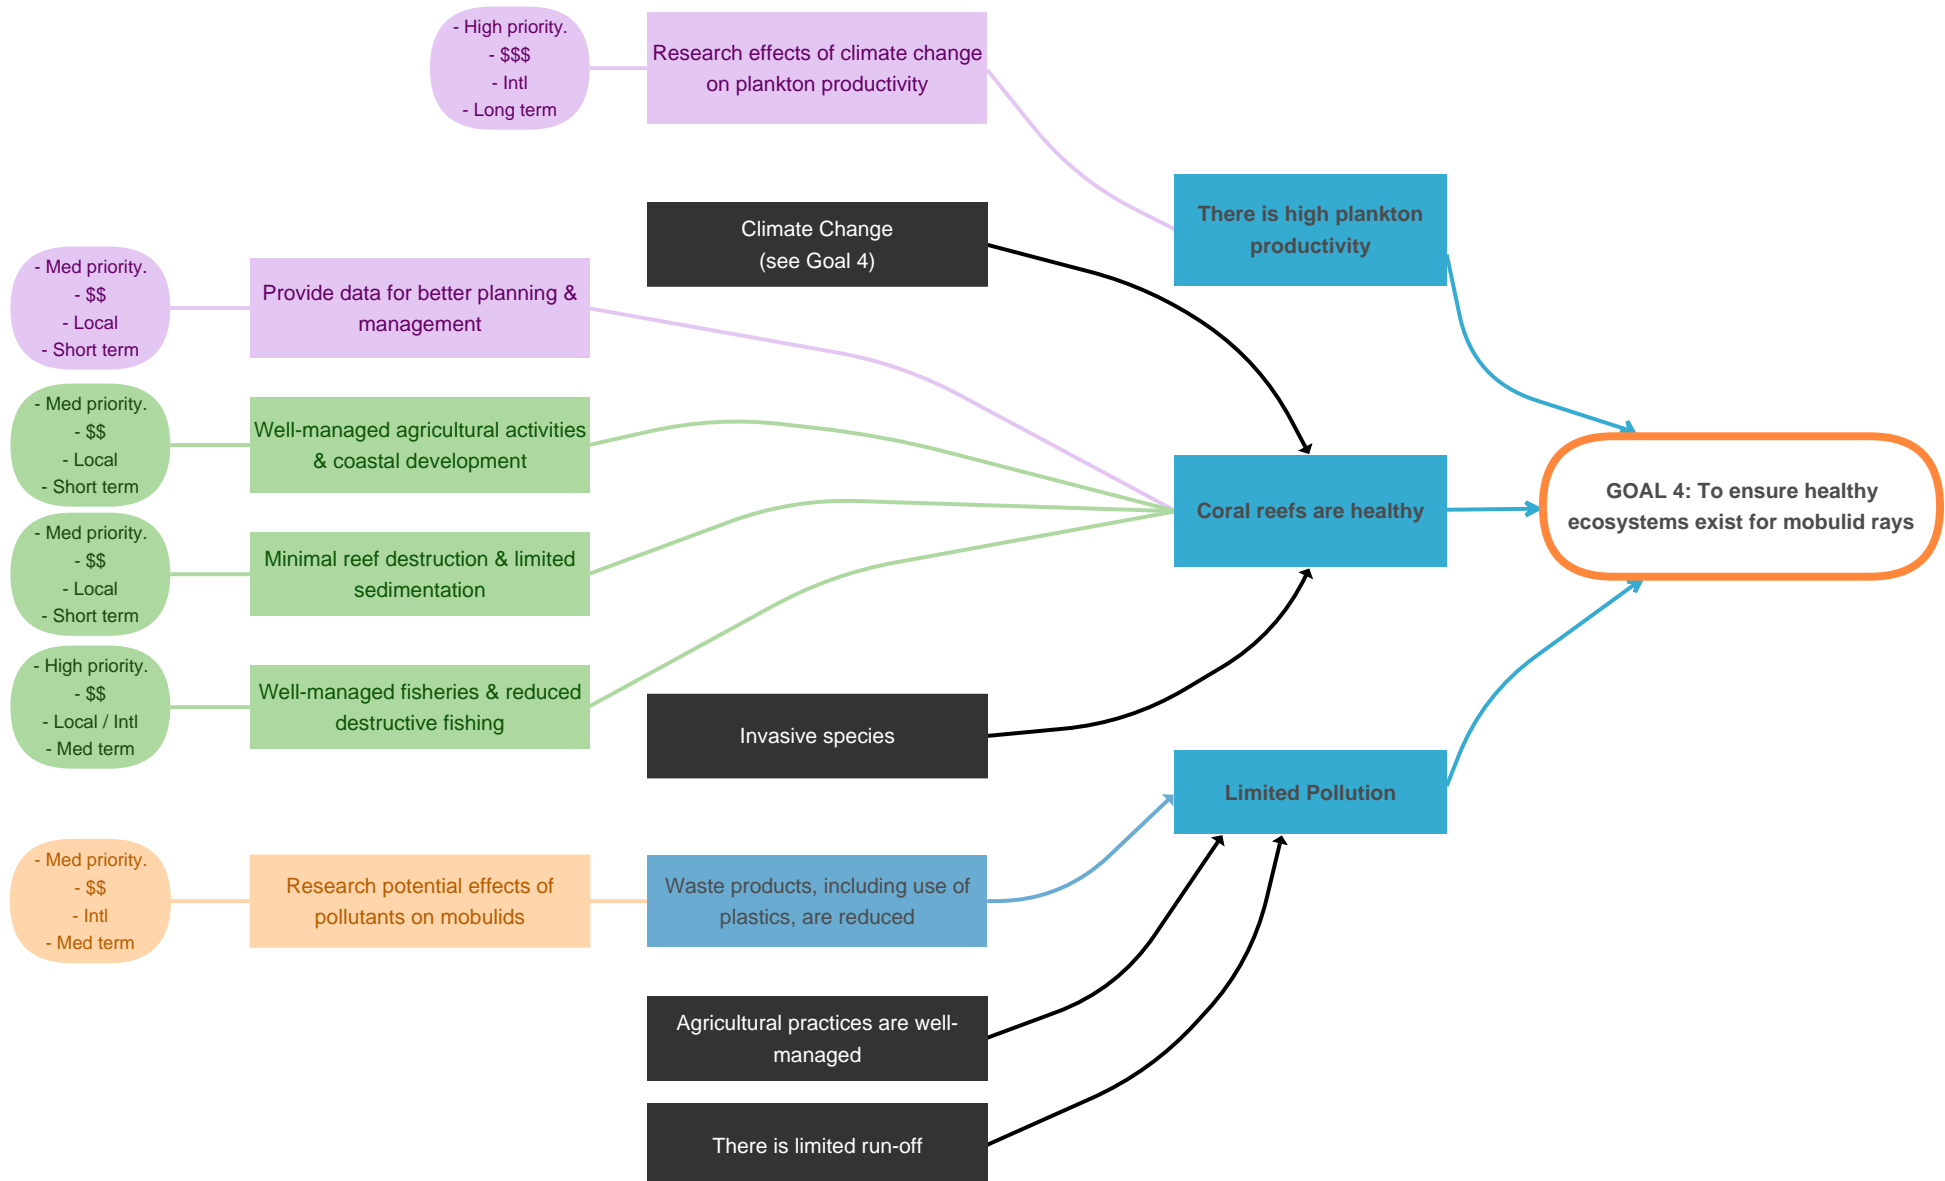 - High priority.
- $$$
- Intl
- Long term
Research effects of climate change
on plankton productivity
There is high plankton
productivity
Climate Change
(see Goal 4)
- Med priority.
- $$
- Local
- Short term
Provide data for better planning &
management
- Med priority.
- $$
- Local
- Short term
Well-managed agricultural activities
& coastal development
Coral reefs are healthy
GOAL 4: To ensure healthy
ecosystems exist for mobulid rays
- Med priority.
- $$
- Local
- Short term
Minimal reef destruction & limited
sedimentation
- High priority.
- $$
- Local / Intl
- Med term
Well-managed fisheries & reduced
destructive fishing
Invasive species
Limited Pollution
- Med priority.
- $$
- Intl
- Med term
Research potential effects of
pollutants on mobulids
Waste products, including use of
plastics, are reduced
Agricultural practices are well-
managed
There is limited run-off